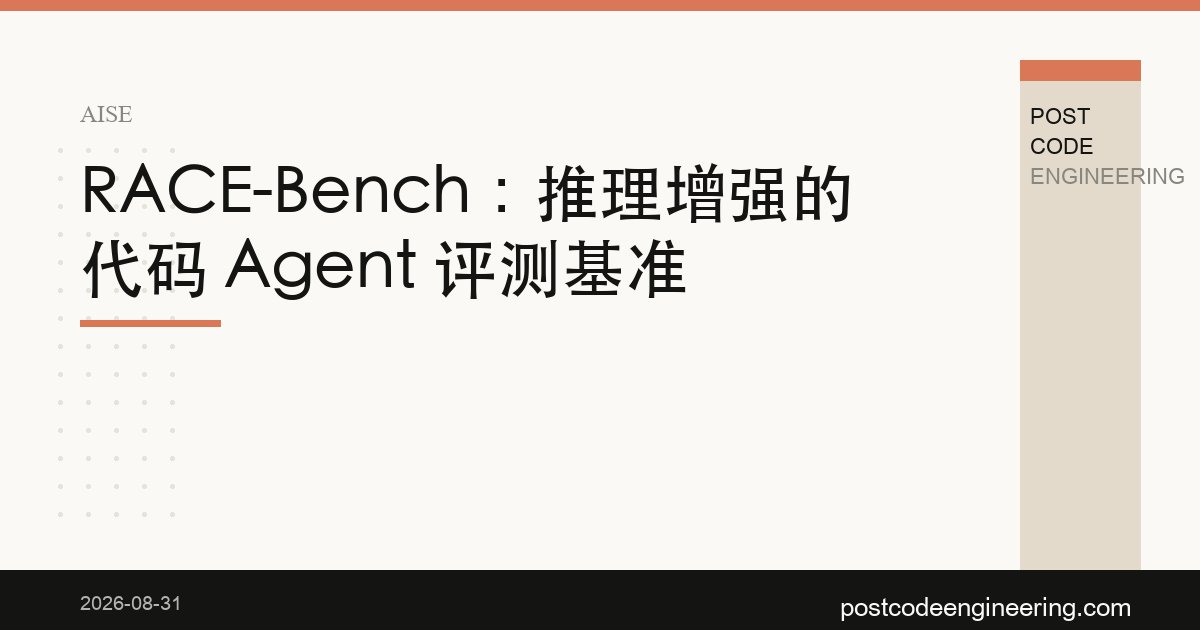 AISE
RACE-Bench：推理增强的
代码 Agent 评测基准
POST
CODE
ENGINEERING
2026-08-31
postcodeengineering.com